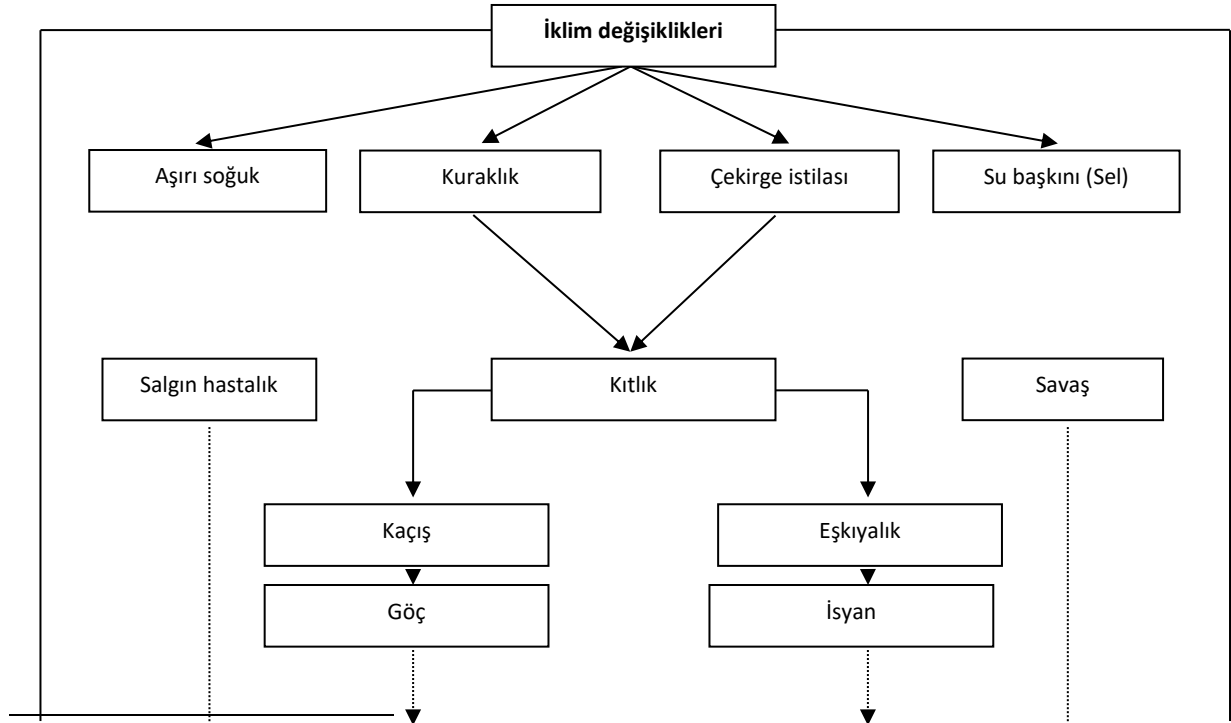 İklim değişiklikleri
Aşırı soğuk
Kuraklık
Çekirge istilası
Su başkını (Sel)
Salgın hastalık
Kıtlık
Savaş
Kaçış
Eşkıyalık
Göç
İsyan